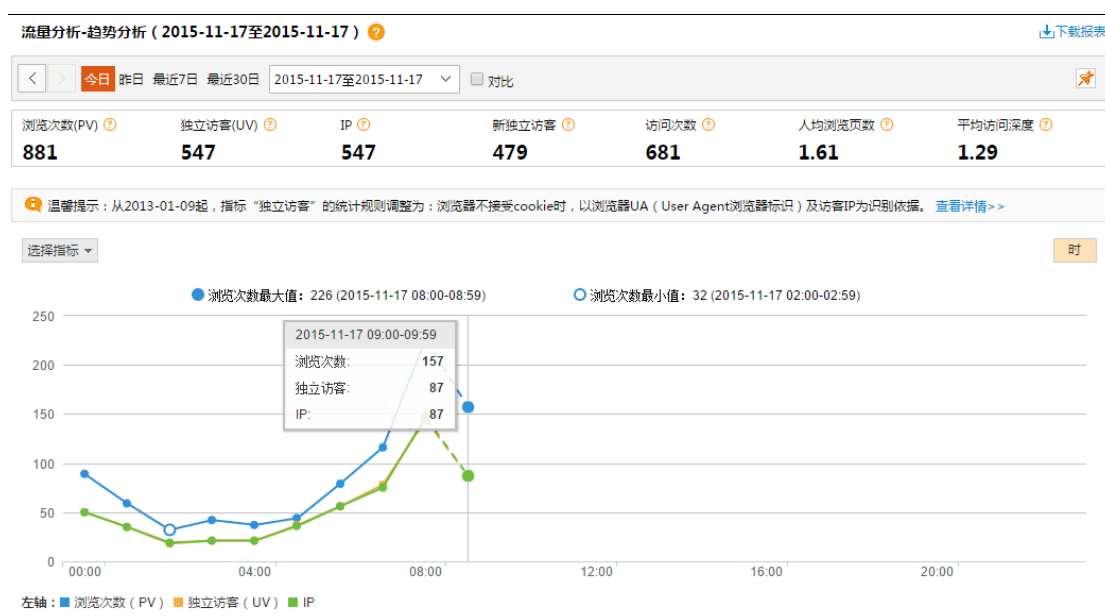 流量分析-趋势分析（2015-11-17至2015-11-17） ?
下载报表
< > 今日 昨日 最近7日 最近30日 2015-11-17至2015-11-17 对比
浏览次数(PV) ? 独立访客(UV) ? IP ? 新独立访客 ? 访问次数 ? 人均浏览页数 ? 平均访问深度 ?
881 547 547 479 681 1.61 1.29
温馨提示：从2013-01-09起，指标“独立访客”的统计规则调整为：浏览器不接受cookie时，以浏览器UA（User Agent浏览器标识）及访客IP为识别依据。 查看详情>>
选择指标 时
浏览次数最大值：226 (2015-11-17 08:00-08:59) 浏览次数最小值：32 (2015-11-17 02:00-02:59)
250
2015-11-17 09:00-09:59
200
浏览次数: 157
独立访客: 87
150
IP: 87
100
50
0
00:00 04:00 08:00 12:00 16:00 20:00
左轴： 浏览次数（PV） 独立访客（UV） IP